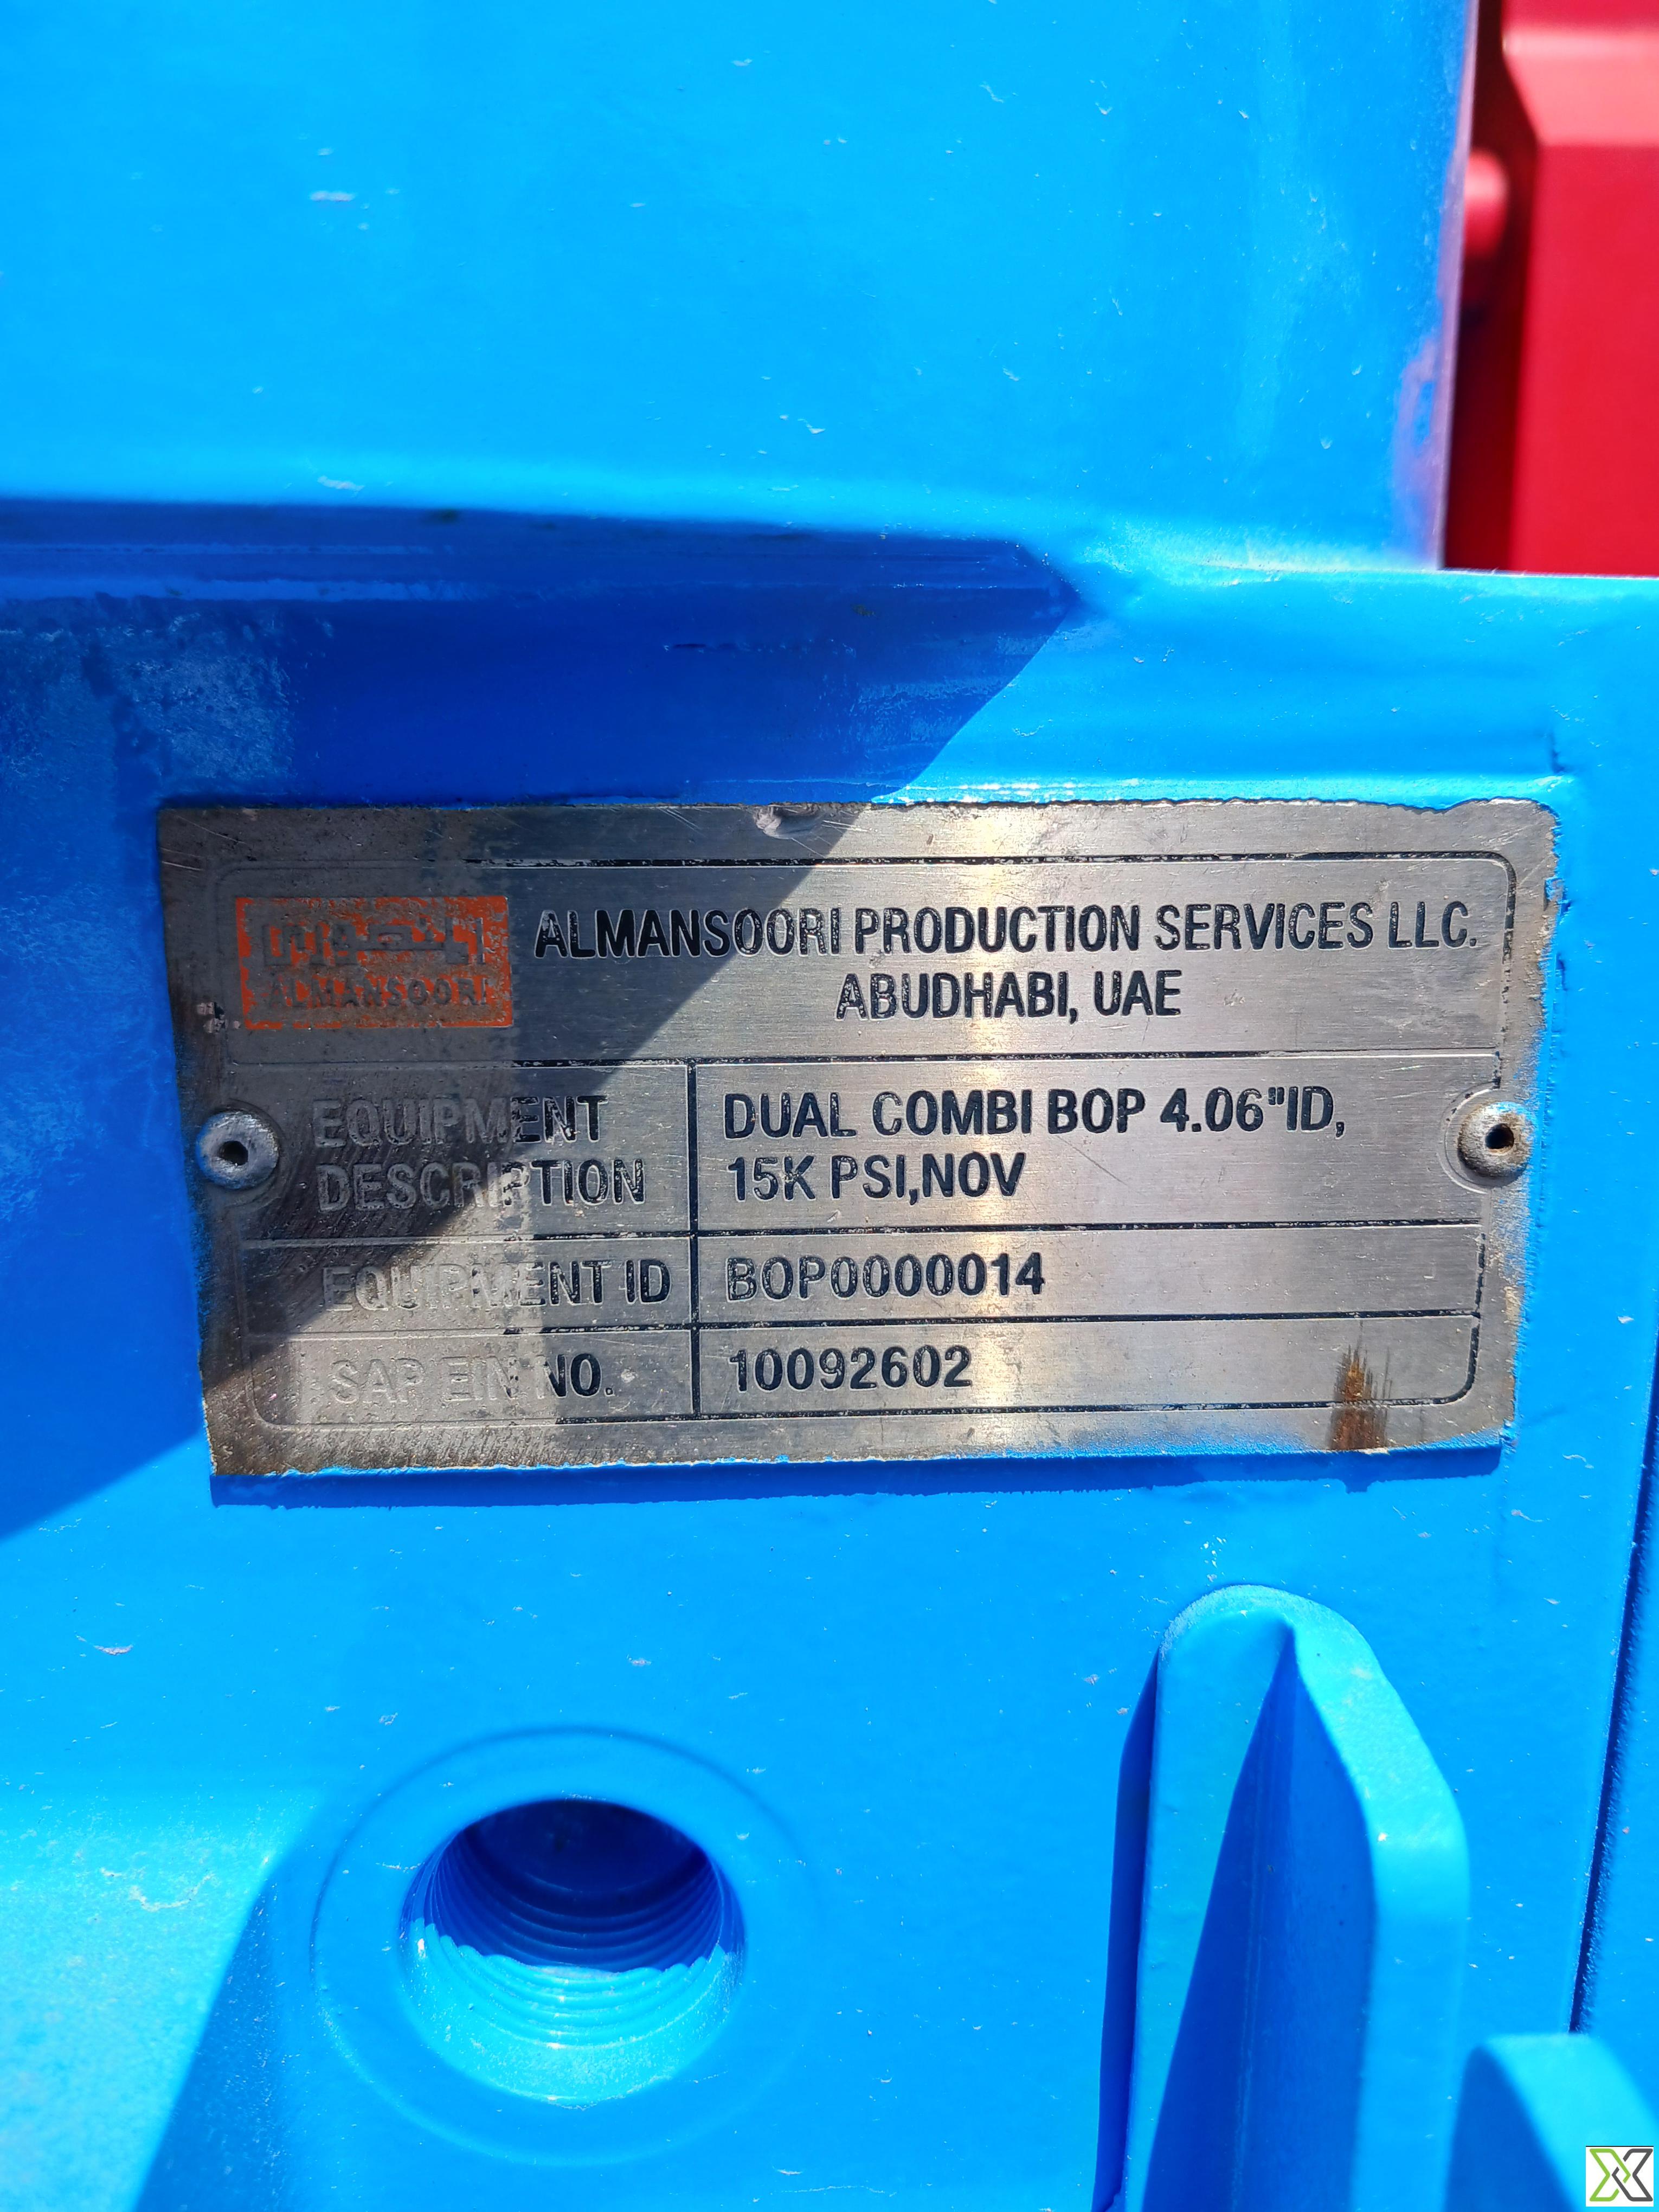 المنصوري
ALMANSOORI
ALMANSOORI PRODUCTION SERVICES LLC.
ABUDHABI, UAE
EQUIPMENT
DESCRIPTION
DUAL COMBI BOP 4.06"ID,
15K PSI,NOV
EQUIPMENT ID
BOP0000014
SAP EIN NO.
10092602